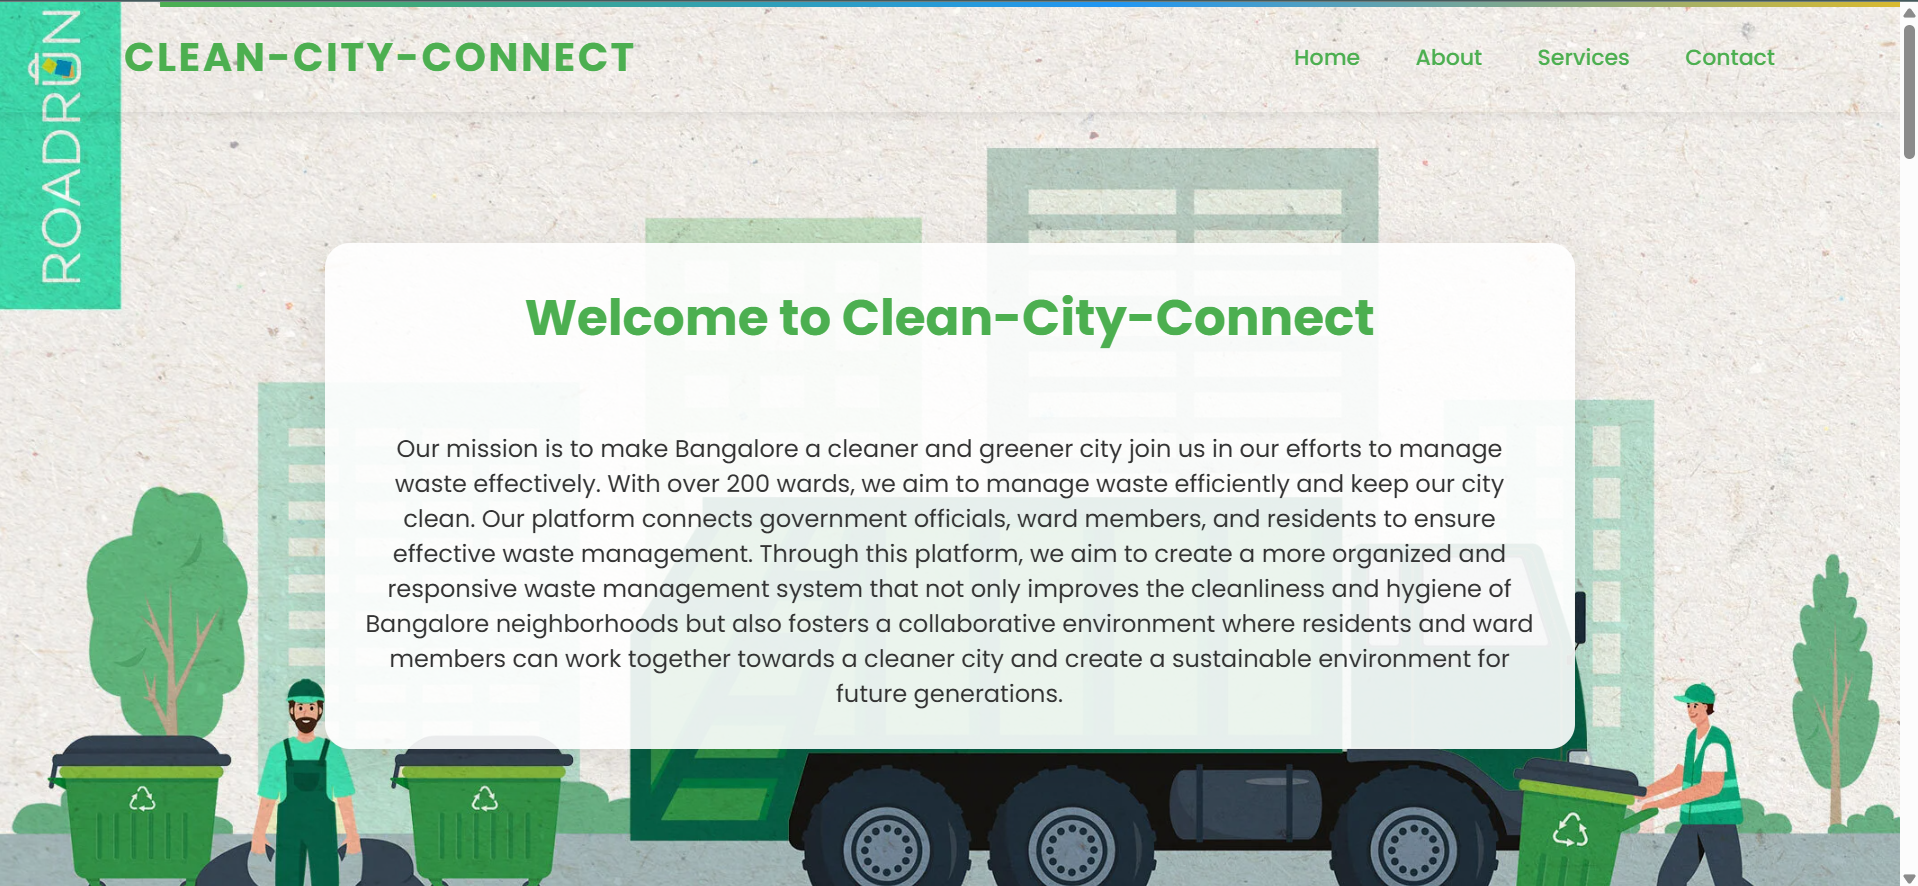 ROADRUN
CLEAN-CITY-CONNECT
Home
About
Services
Contact
Welcome to Clean-City-Connect
Our mission is to make Bangalore a cleaner and greener city join us in our efforts to manage
waste effectively. With over 200 wards, we aim to manage waste efficiently and keep our city
clean. Our platform connects government officials, ward members, and residents to ensure
effective waste management. Through this platform, we aim to create a more organized and
responsive waste management system that not only improves the cleanliness and hygiene of
Bangalore neighborhoods but also fosters a collaborative environment where residents and ward
members can work together towards a cleaner city and create a sustainable environment for
future generations.